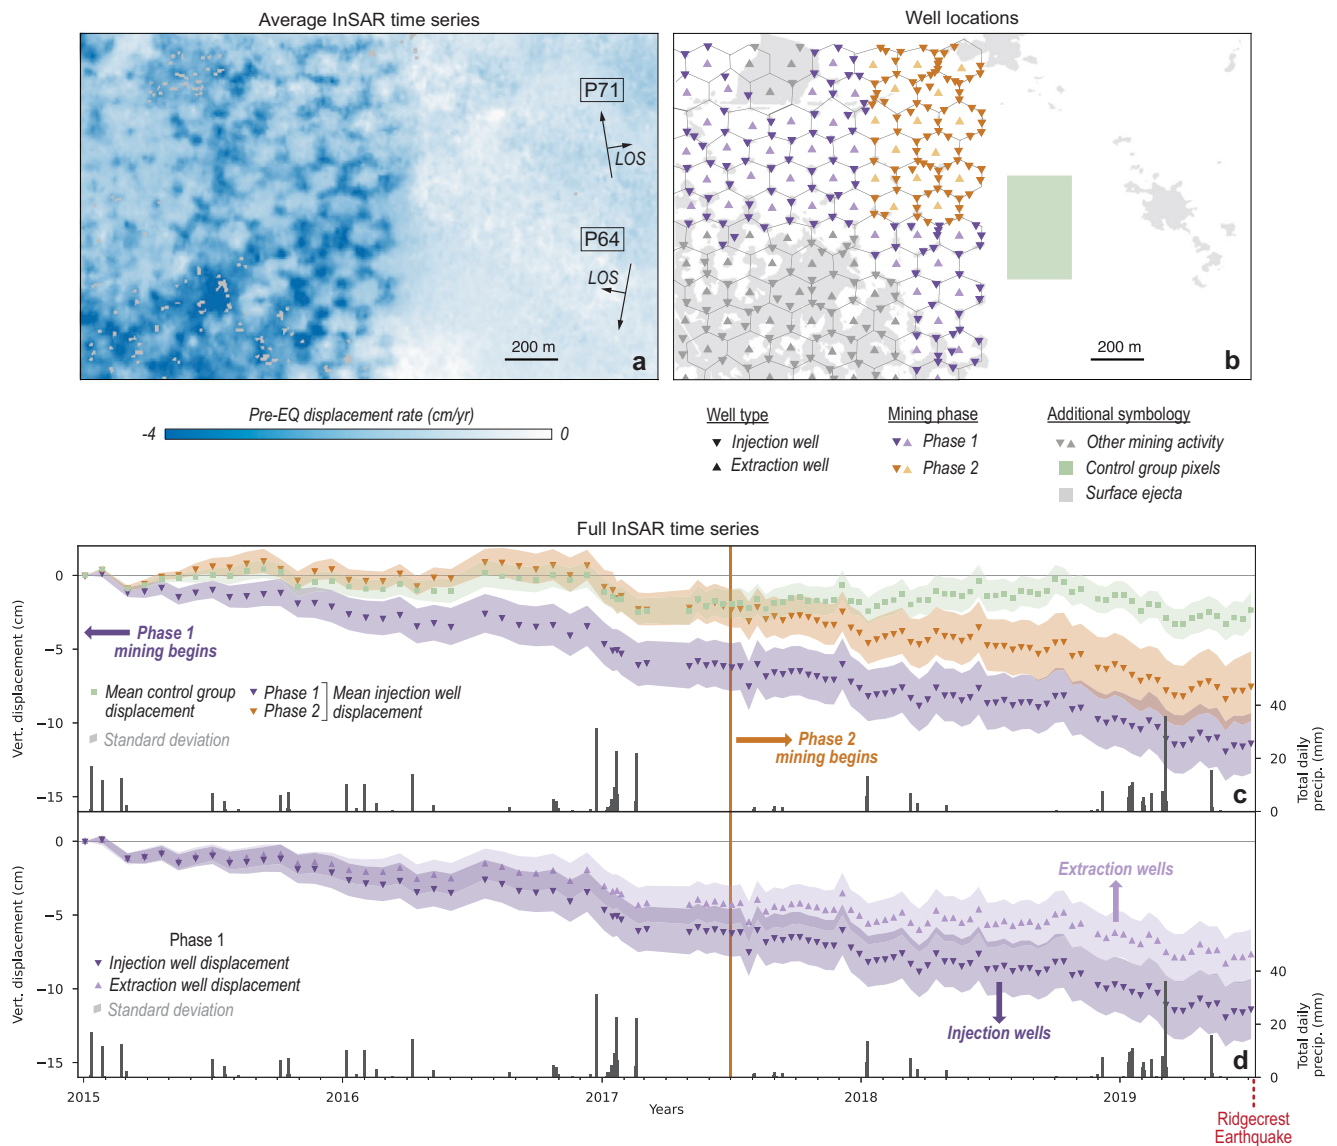 Average InSAR time series
Well locations
P71
LOS
P64
LOS
200 m
a
200 m
b
Pre-EQ displacement rate (cm/yr)
-4
0
Well type
Injection well
Extraction well
Mining phase
Phase 1
Phase 2
Additional symbology
Other mining activity
Control group pixels
Surface ejecta
Full InSAR time series
Vert. displacement (cm)
0
−5
−10
−15
Phase 1
mining begins
Mean control group
displacement
Standard deviation
Phase 1
Phase 2
Mean injection well
displacement
Phase 2
mining begins
40
20
0
Total daily
precip. (mm)
c
Vert. displacement (cm)
0
−5
−10
−15
Phase 1
Injection well displacement
Extraction well displacement
Standard deviation
Extraction wells
Injection wells
40
20
0
Total daily
precip. (mm)
d
2015
2016
2017
2018
2019
Years
Ridgecrest
Earthquake